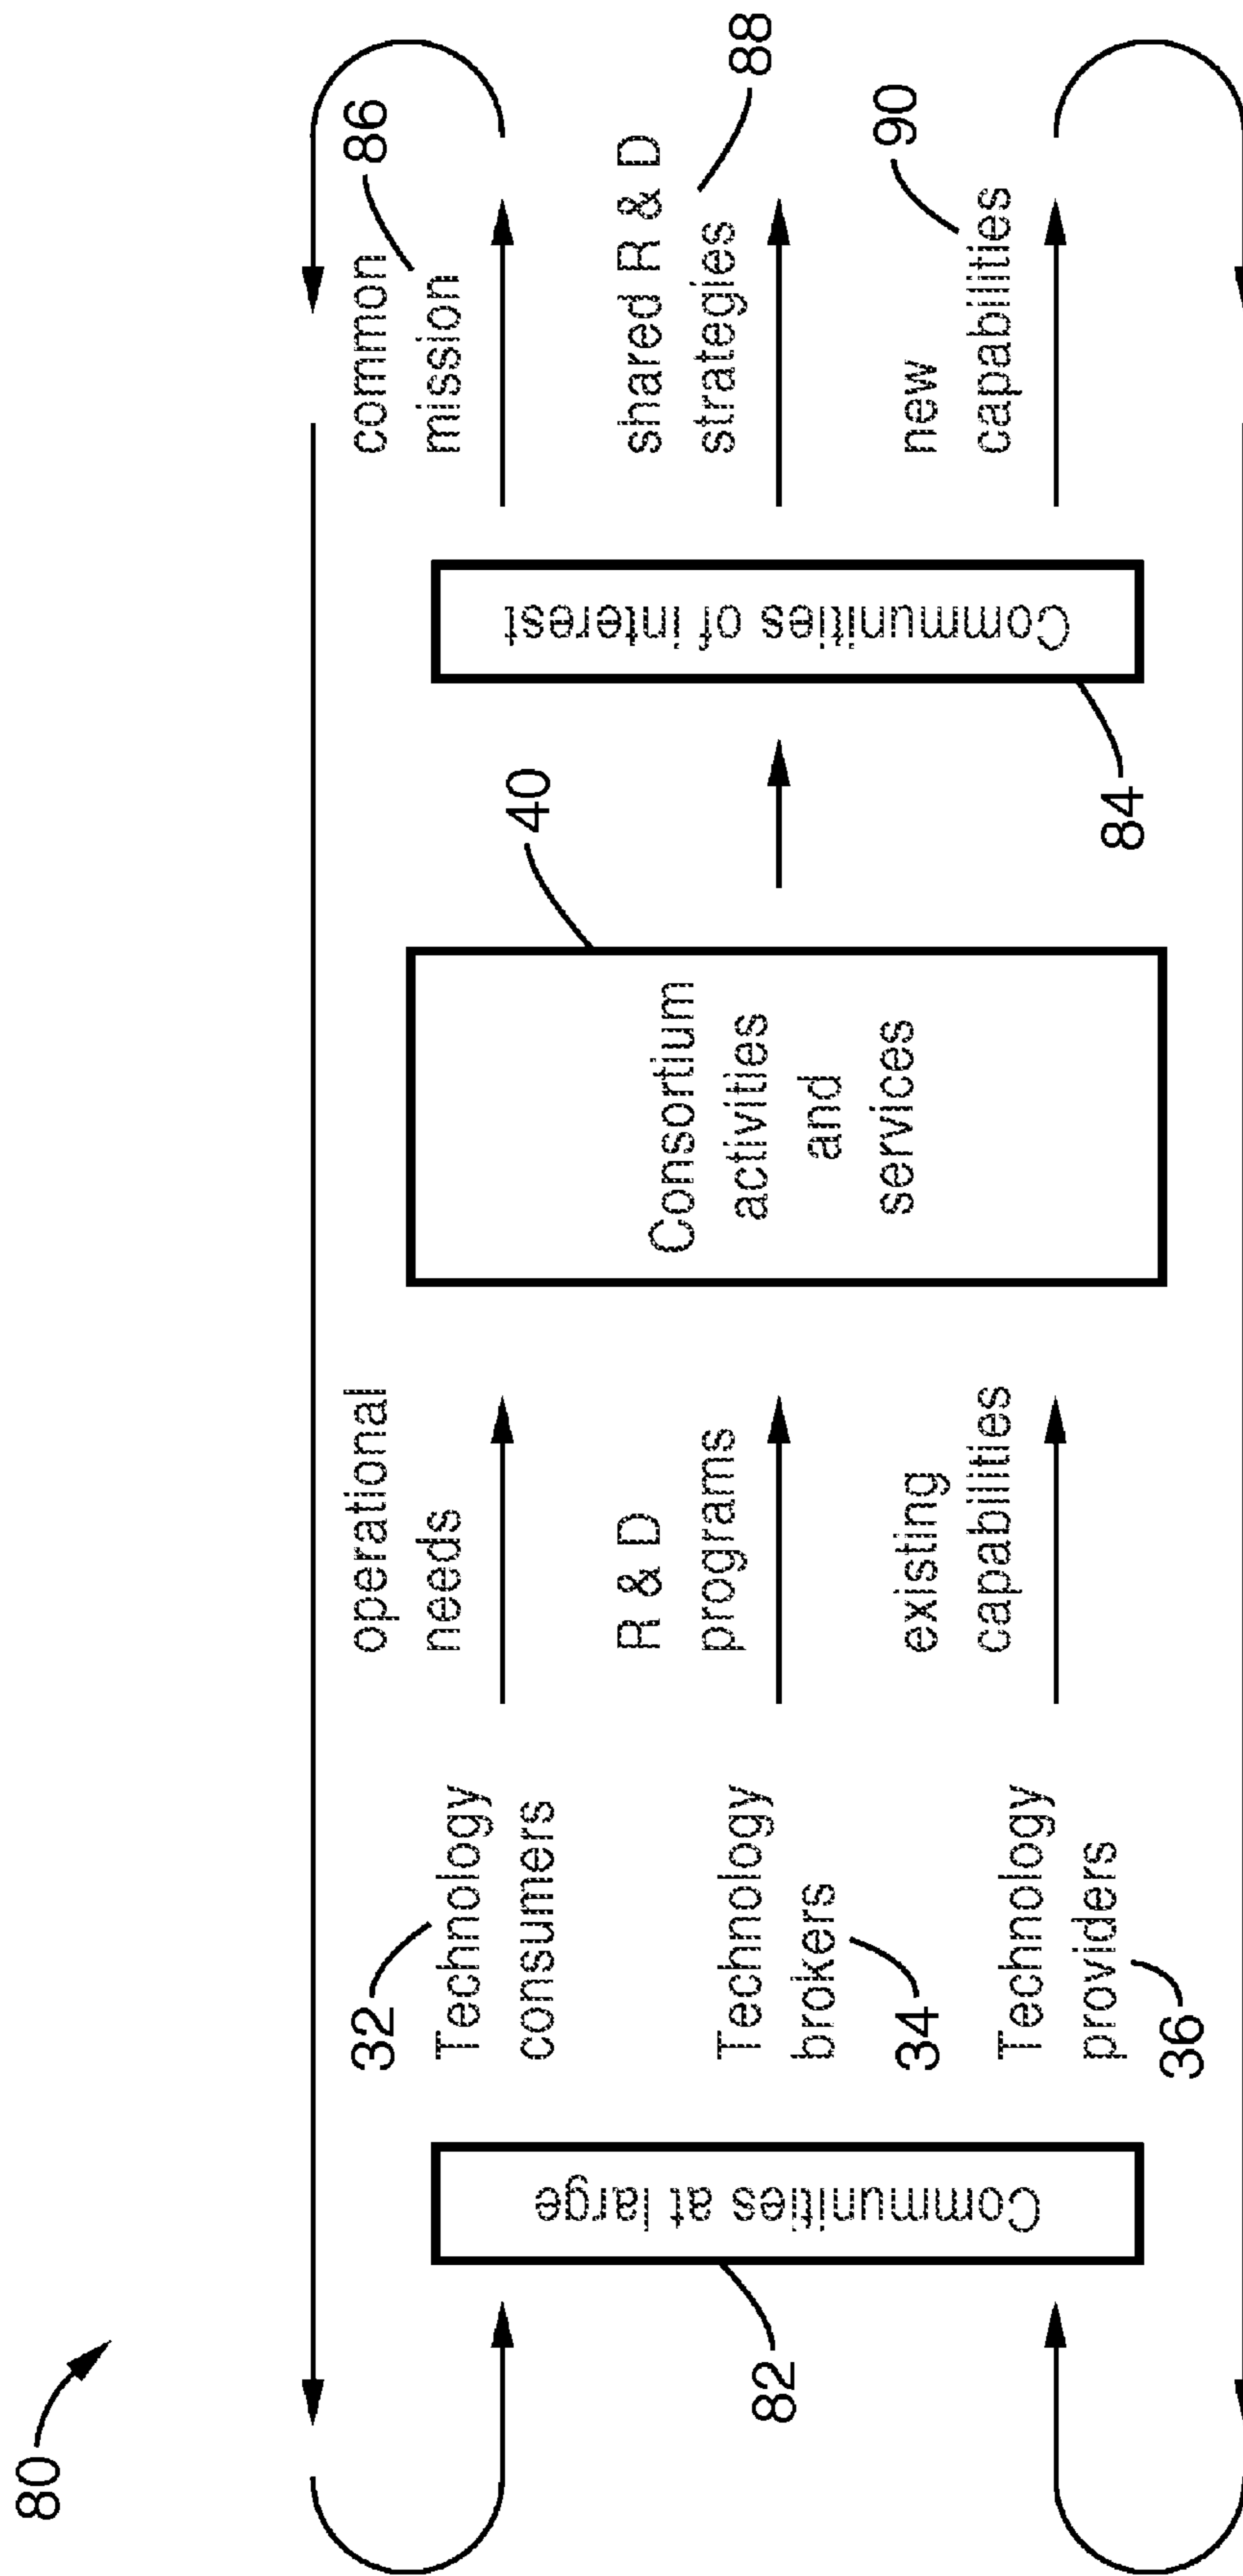 80
82
Communities at large
32
Technology
consumers
Technology
brokers
34
Technology
providers
36
operational
needs
R & D
programs
existing
capabilities
40
Consortium
activities
and
services
84
Communities of interest
common
mission
86
shared R & D
strategies
88
new
capabilities
90